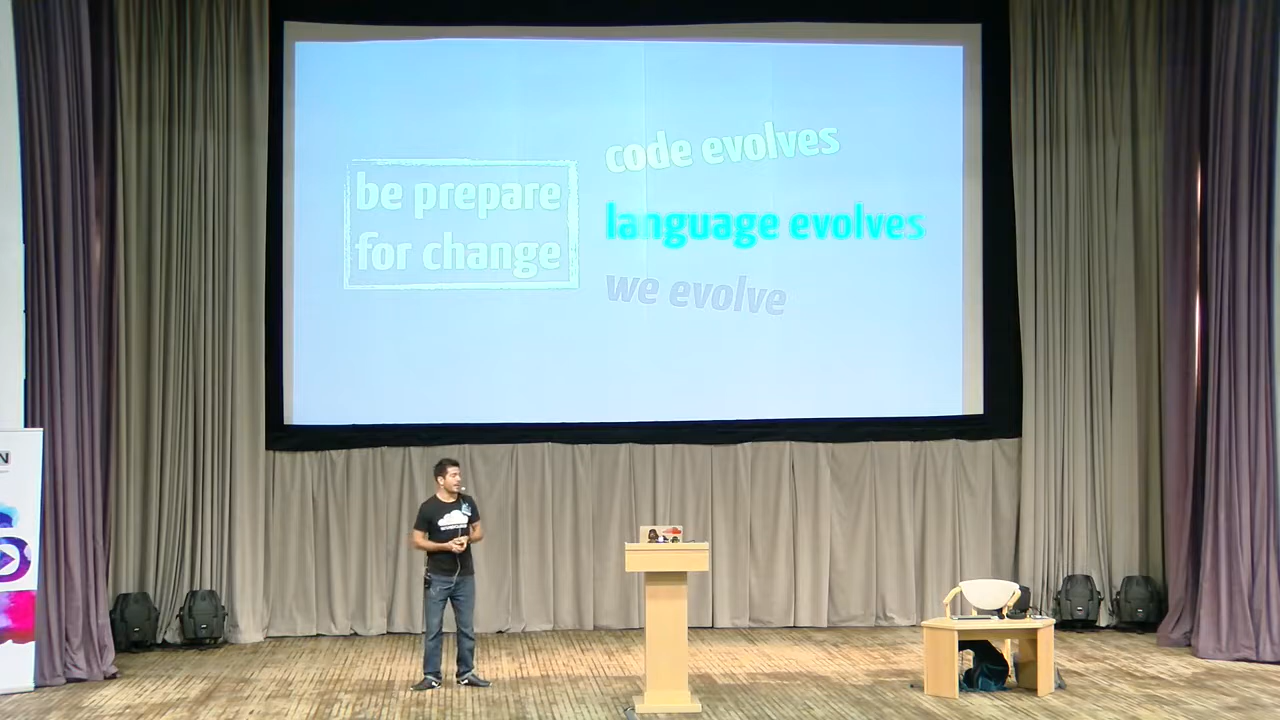 be prepare
for change
code evolves
language evolves
we evolve
N